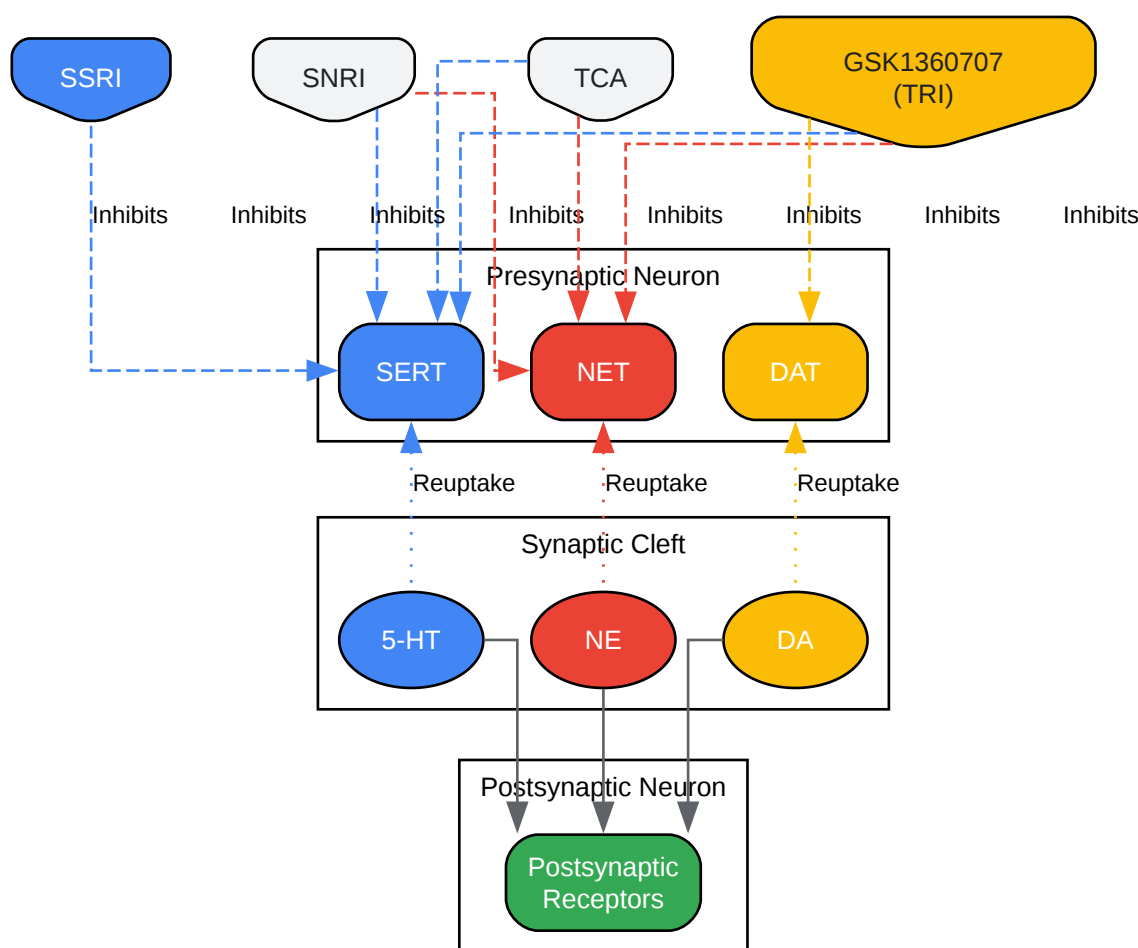 SSRI
SNRI
TCA
GSK1360707
(TRI)
Inhibits
Inhibits
Inhibits
Inhibits
Inhibits
Inhibits
Inhibits
Inhibits
Presynaptic Neuron
SERT
NET
DAT
Reuptake
Reuptake
Reuptake
Synaptic Cleft
5-HT
NE
DA
Postsynaptic Neuron
Postsynaptic
Receptors